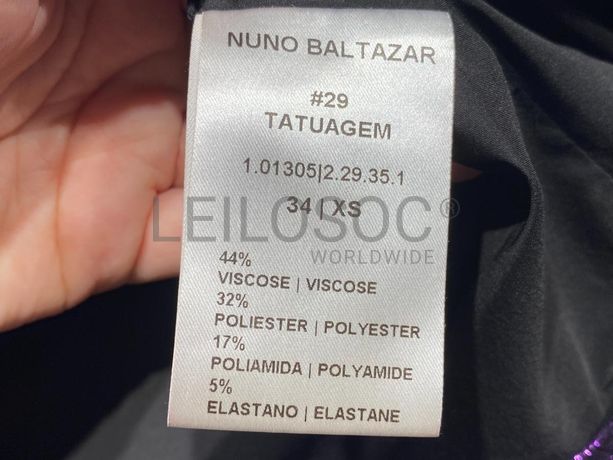 NUNO BALTAZAR
#29
TATUAGEM
1.01305|2.29.35.1
34 | XS
LEILOSOC®
WORLDWIDE
44%
VISCOSE | VISCOSE
32%
POLIESTER | POLYESTER
17%
POLIAMIDA | POLYAMIDE
5%
ELASTANO | ELASTANE